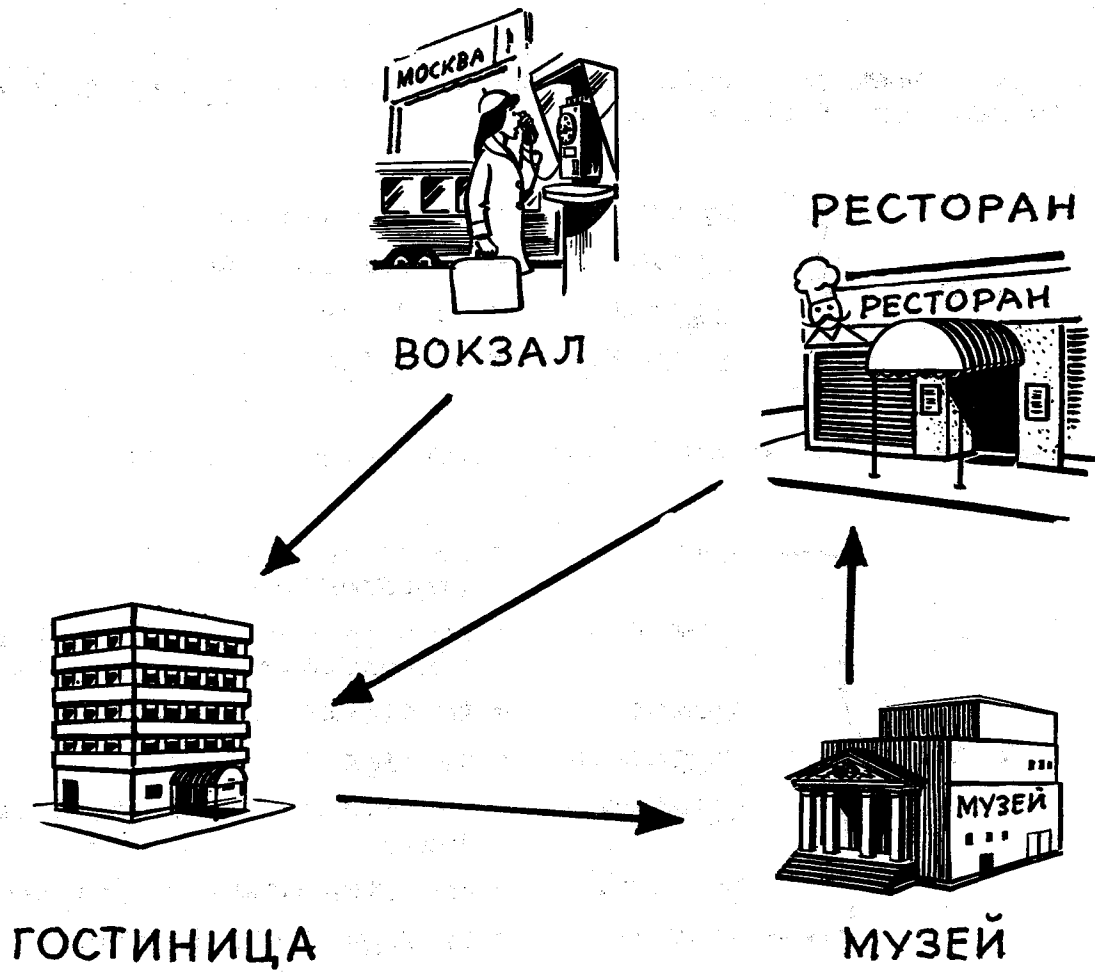 МОСКВА
ВОКЗАЛ
РЕСТОРАН
РЕСТОРАН
ГОСТИНИЦА
МУЗЕЙ
МУЗЕЙ